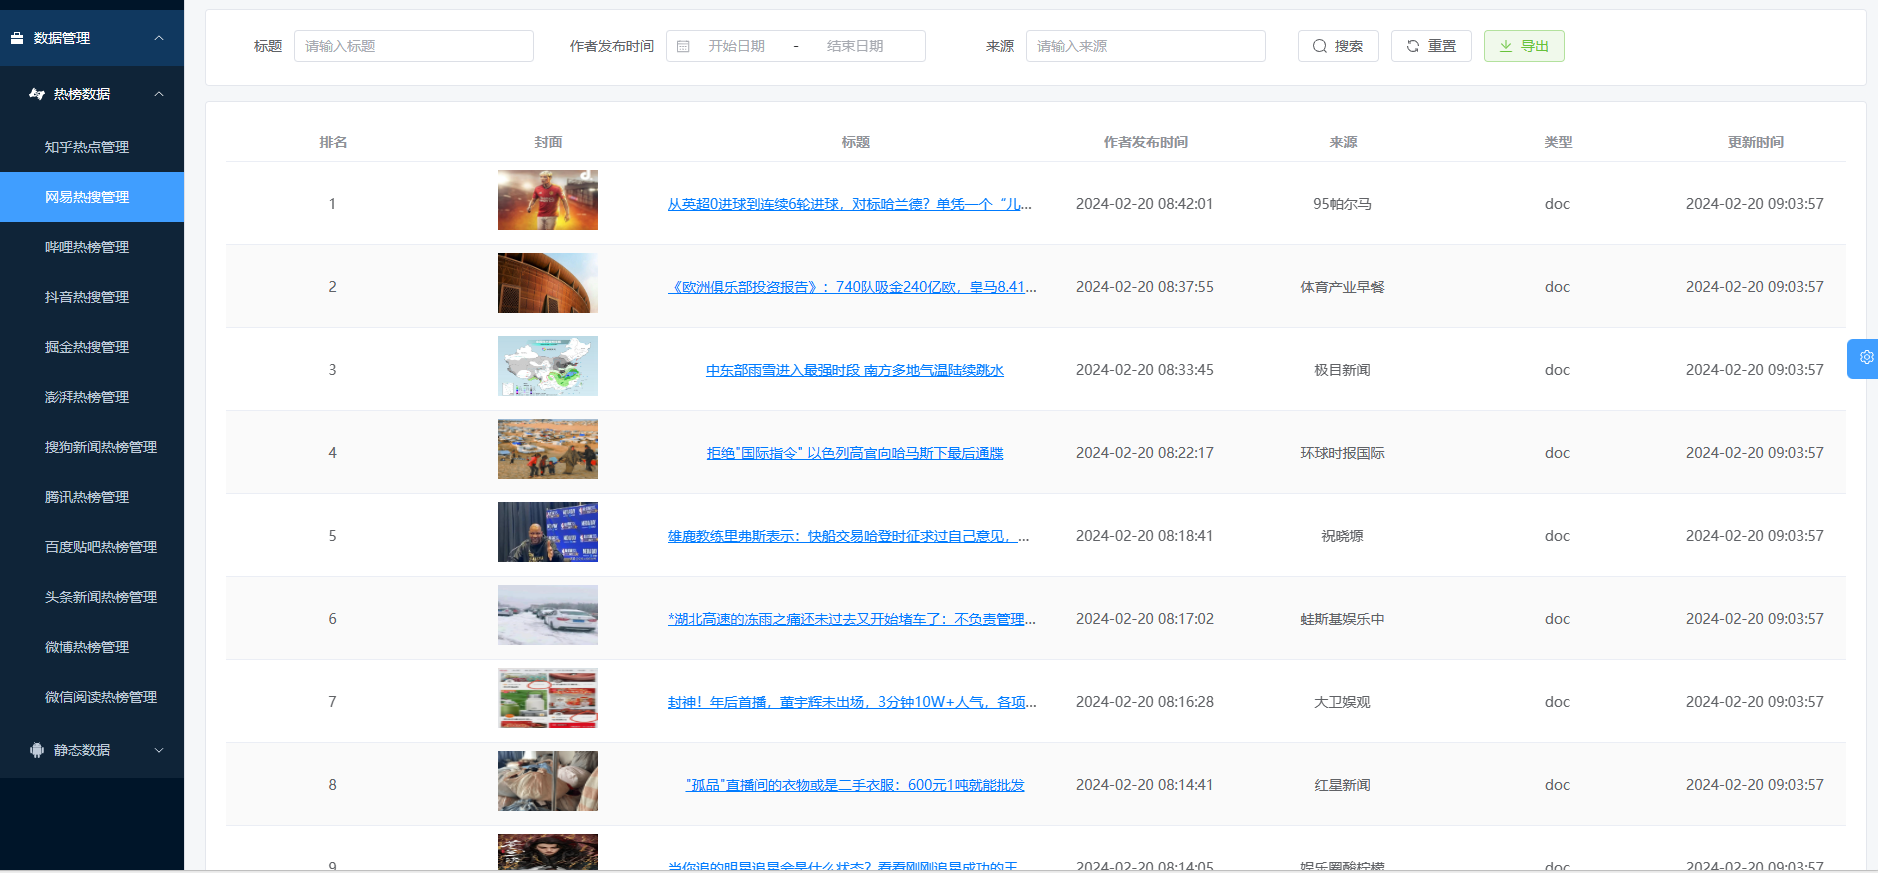 数据管理
热榜数据
知乎热点管理
网易热搜管理
哔哩热榜管理
抖音热搜管理
掘金热搜管理
澎湃热榜管理
搜狗新闻热榜管理
腾讯热榜管理
百度贴吧热榜管理
头条新闻热榜管理
微博热榜管理
微信阅读热榜管理
静态数据
标题 请输入标题 作者发布时间 开始日期 - 结束日期 来源 请输入来源 搜索 重置 导出
排名 封面 标题 作者发布时间 来源 类型 更新时间
1 从英超0进球到连续6轮进球，对标哈兰德？单凭一个“儿... 2024-02-20 08:42:01 95帕尔马 doc 2024-02-20 09:03:57
2 《欧洲俱乐部投资报告》：740队吸金240亿欧，皇马8.41... 2024-02-20 08:37:55 体育产业早餐 doc 2024-02-20 09:03:57
3 中东部雨雪进入最强时段 南方多地气温陆续跳水 2024-02-20 08:33:45 极目新闻 doc 2024-02-20 09:03:57
4 拒绝"国际指令" 以色列高官向哈马斯下最后通牒 2024-02-20 08:22:17 环球时报国际 doc 2024-02-20 09:03:57
5 雄鹿教练里弗斯表示：快船交易哈登时征求过自己意见，... 2024-02-20 08:18:41 祝晓塬 doc 2024-02-20 09:03:57
6 *湖北高速的冻雨之痛还未过去又开始堵车了：不负责管理... 2024-02-20 08:17:02 蛙斯基娱乐中 doc 2024-02-20 09:03:57
7 封神！年后首播，董宇辉未出场，3分钟10W+人气，各项... 2024-02-20 08:16:28 大卫娱观 doc 2024-02-20 09:03:57
8 "孤品"直播间的衣物或是二手衣服：600元1吨就能批发 2024-02-20 08:14:41 红星新闻 doc 2024-02-20 09:03:57
9 当你追的明星追星会是什么状态？看看刚刚追星成功的王 2024-02-20 08:14:05 娱乐圈酸柠檬 doc 2024-02-20 09:03:57